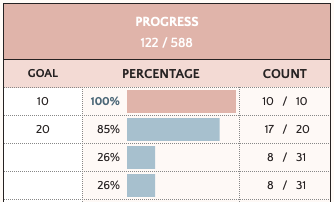 PROGRESS
122 / 588
GOAL PERCENTAGE COUNT
10 100% 10 / 10
20 85% 17 / 20
26% 8 / 31
26% 8 / 31